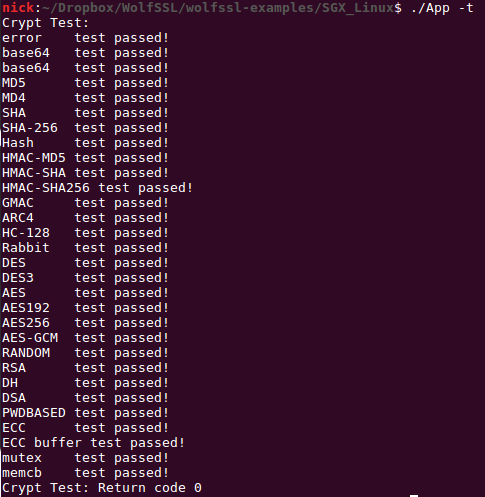 nick:~/Dropbox/WolfSSL/wolfssl-examples/SGX_Linux$ ./App -t
Crypt Test:
error    test passed!
base64   test passed!
base64   test passed!
MD5      test passed!
MD4      test passed!
SHA      test passed!
SHA-256  test passed!
Hash     test passed!
HMAC-MD5 test passed!
HMAC-SHA test passed!
HMAC-SHA256 test passed!
GMAC     test passed!
ARC4     test passed!
HC-128   test passed!
Rabbit   test passed!
DES      test passed!
DES3     test passed!
AES      test passed!
AES192   test passed!
AES256   test passed!
AES-GCM  test passed!
RANDOM   test passed!
RSA      test passed!
DH       test passed!
DSA      test passed!
PWDBASED test passed!
ECC      test passed!
ECC buffer test passed!
mutex    test passed!
memcb    test passed!
Crypt Test: Return code 0